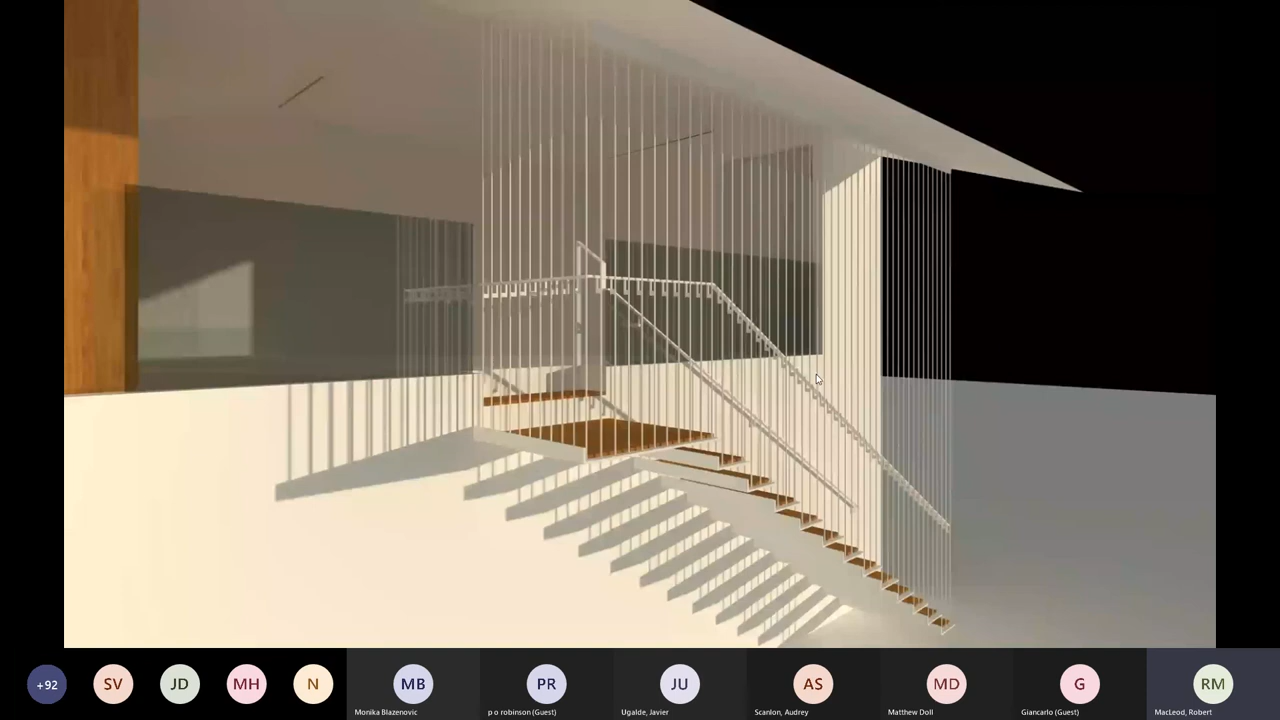 +92
SV
JD
MH
N
MB
PR
JU
AS
MD
G
RM
Monika Blazenovic
p o robinson (Guest)
Ugalde, Javier
Scanlon, Audrey
Matthew Doll
Giancarlo (Guest)
MacLeod, Robert